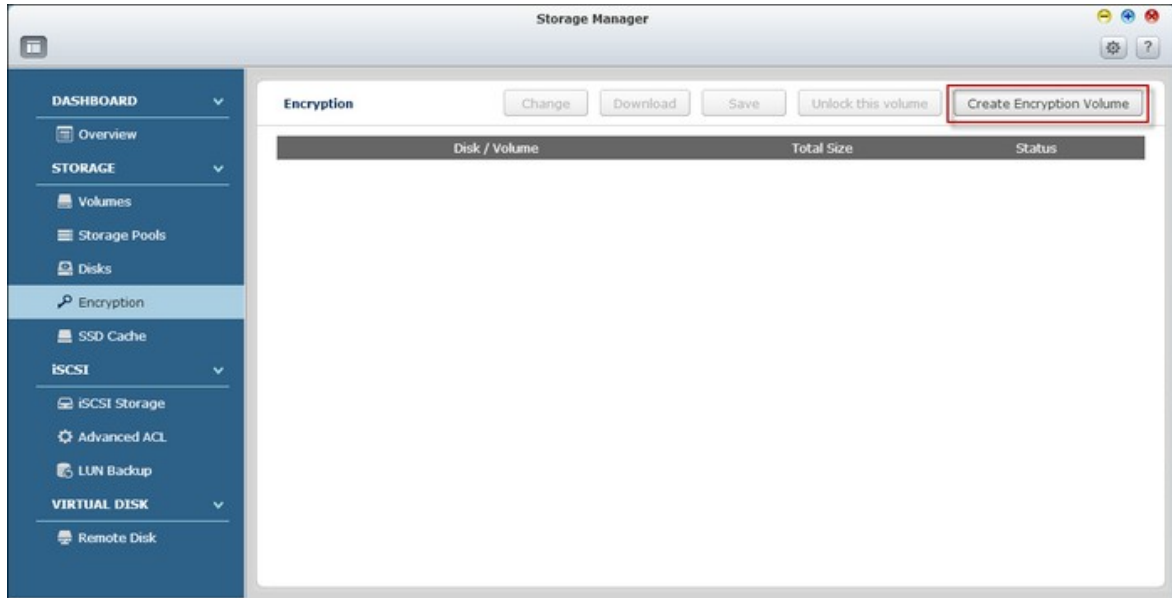 Storage Manager
?
DASHBOARD
Overview
STORAGE
Volumes
Storage Pools
Disks
Encryption
SSD Cache
iSCSI
iSCSI Storage
Advanced ACL
LUN Backup
VIRTUAL DISK
Remote Disk
Encryption Change Download Save Unlock this volume Create Encryption Volume
Disk / Volume Total Size Status